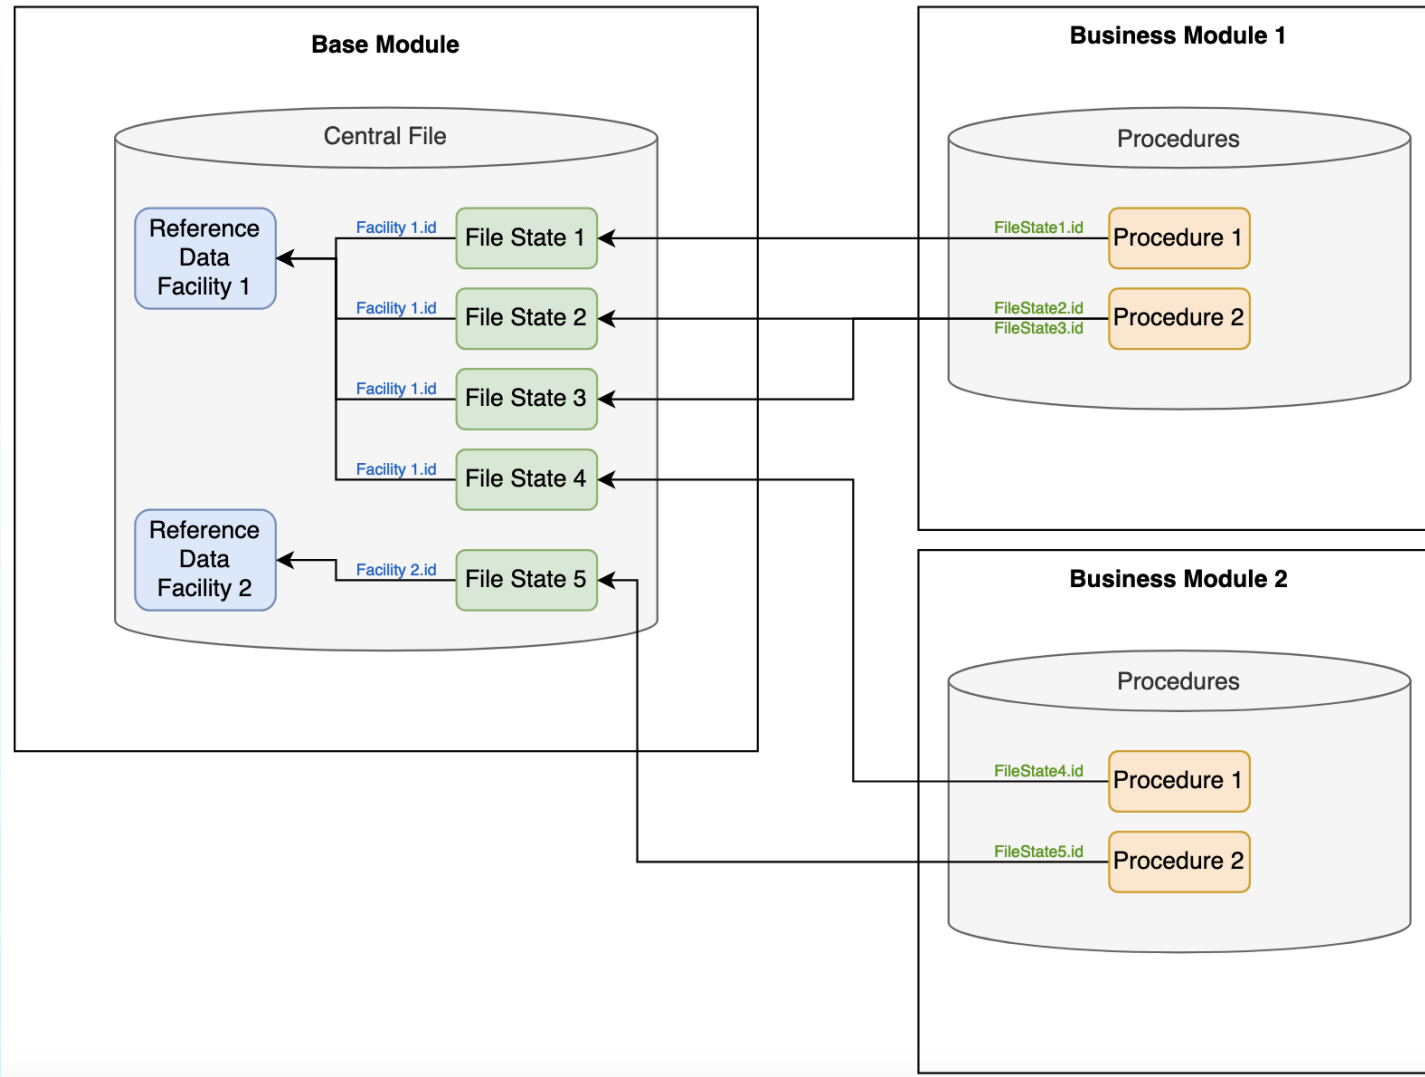 Base Module
Central File
Reference
Data
Facility 1
Facility 1.id
File State 1
Facility 1.id
File State 2
Facility 1.id
File State 3
Facility 1.id
File State 4
Reference
Data
Facility 2
Facility 2.id
File State 5
Business Module 1
Procedures
FileState1.id
Procedure 1
FileState2.id
FileState3.id
Procedure 2
Business Module 2
Procedures
FileState4.id
Procedure 1
FileState5.id
Procedure 2